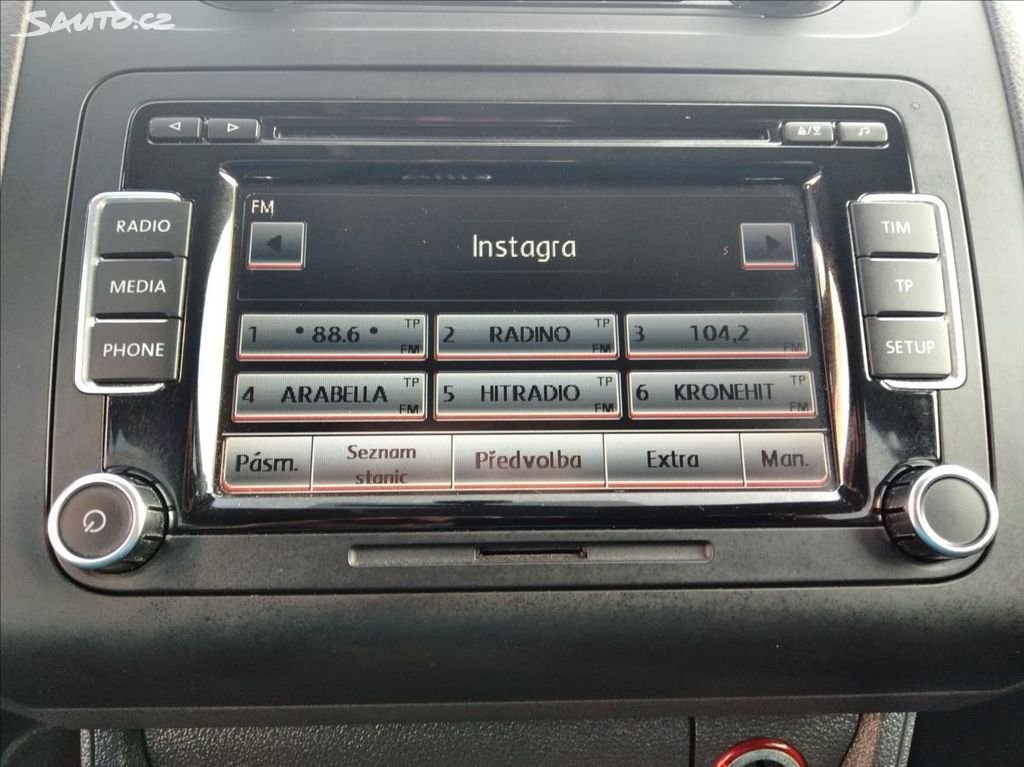 Sauto.cz
RADIO
MEDIA
PHONE
FM
Instagra
s
1 * 88.6 * TP FM
2 RADINO TP FM
3 104,2 FM
4 ARABELLA TP FM
5 HITRADIO TP FM
6 KRONEHIT TP FM
Pásm.
Seznam
stanic
Předvolba
Extra
Man.
TIM
TP
SETUP